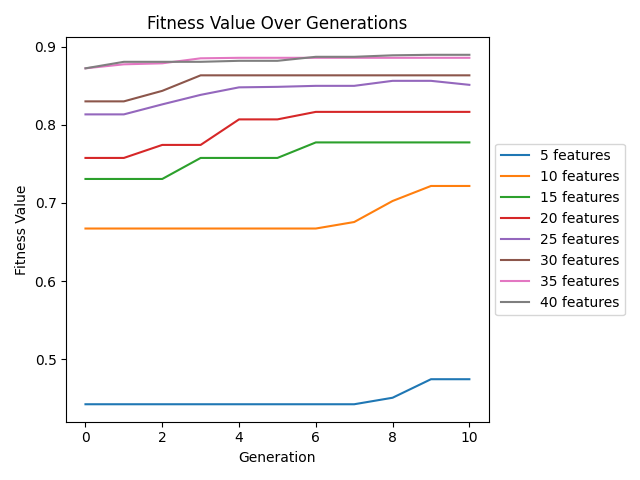 Fitness Value Over Generations
0.9
0.8
0.7
0.6
0.5
Fitness Value
0 2 4 6 8 10
Generation
5 features
10 features
15 features
20 features
25 features
30 features
35 features
40 features